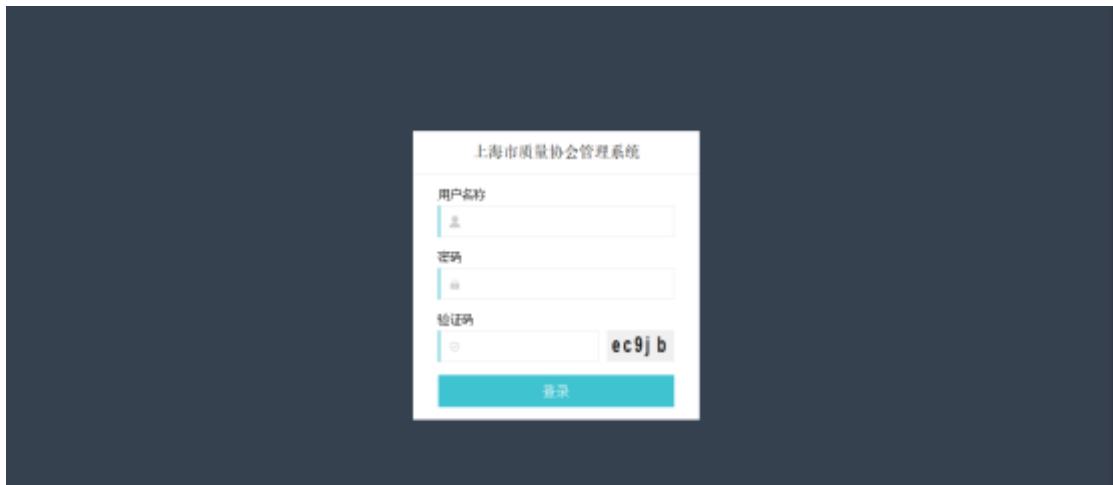 上海市质量协会管理系统
用户名称
密码
验证码
ec9jb
登录